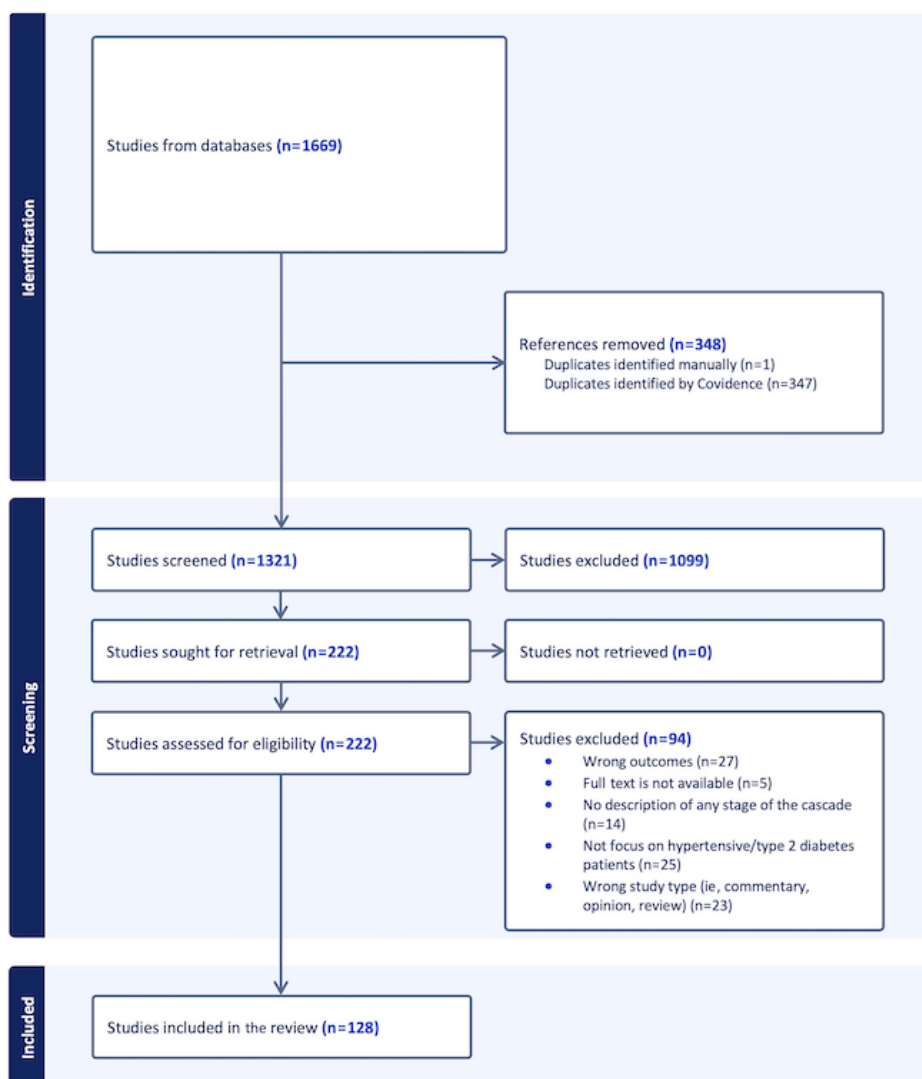 Identification
Studies from databases (n=1669)
References removed (n=348)
Duplicates identified manually (n=1)
Duplicates identified by Covidence (n=347)
Screening
Studies screened (n=1321)
Studies excluded (n=1099)
Studies sought for retrieval (n=222)
Studies not retrieved (n=0)
Studies assessed for eligibility (n=222)
Studies excluded (n=94)
• Wrong outcomes (n=27)
• Full text is not available (n=5)
• No description of any stage of the cascade
(n=14)
• Not focus on hypertensive/type 2 diabetes
patients (n=25)
• Wrong study type (ie, commentary,
opinion, review) (n=23)
Included
Studies included in the review (n=128)